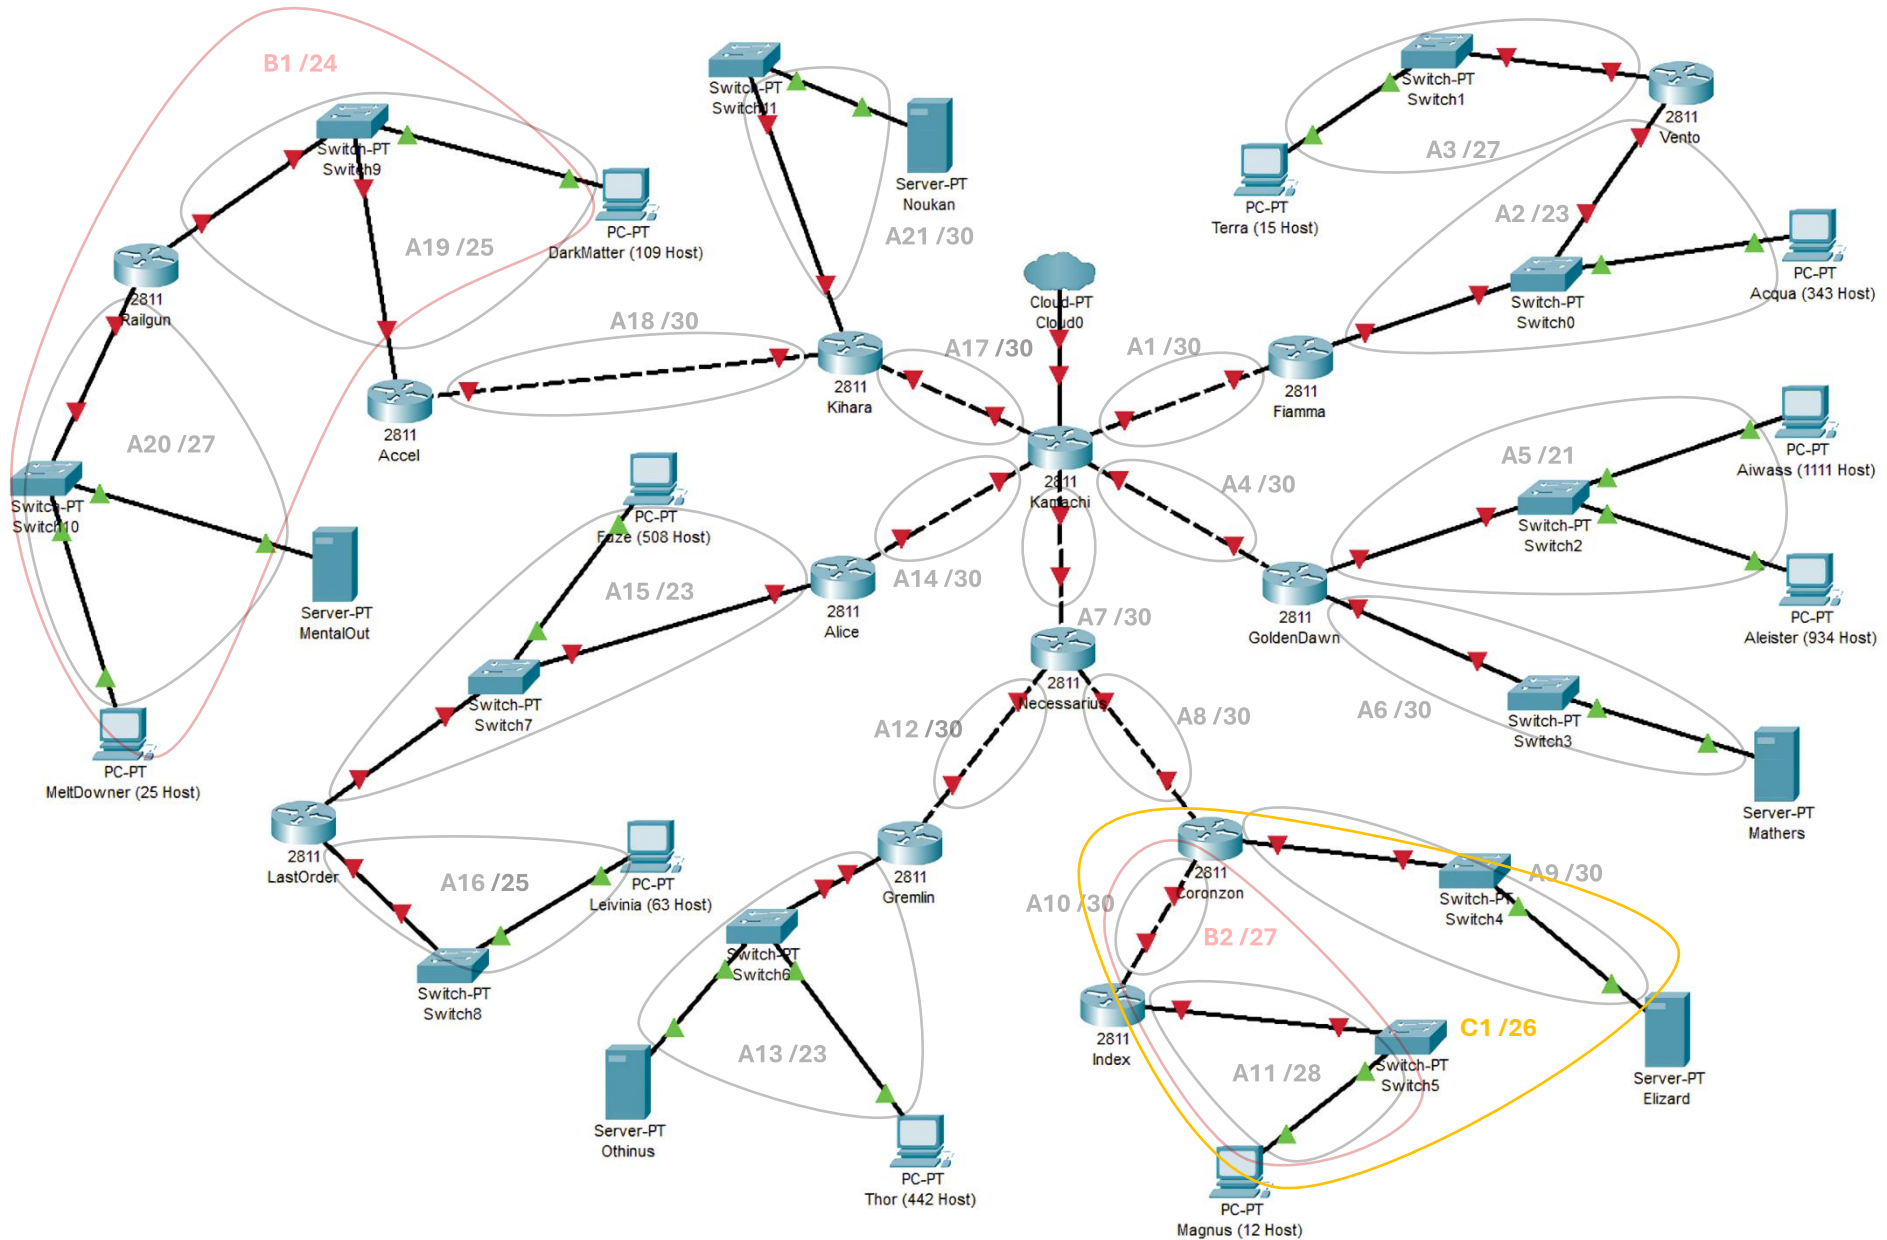 B1 /24
Switch-PT
Switch9
A19 /25
PC-PT
DarkMatter (109 Host)
2811
Railgun
A20 /27
Switch-PT
Switch10
Server-PT
MentalOut
PC-PT
MeltDowner (25 Host)
2811
Accel
A18 /30
Switch-PT
Switch11
Server-PT
Noukan
A21 /30
2811
Kihara
A17 /30
Cloud-PT
Cloud0
A1 /30
2811
Kamachi
Switch-PT
Switch1
2811
Vento
A3 /27
PC-PT
Terra (15 Host)
A2 /23
Switch-PT
Switch0
PC-PT
Acqua (343 Host)
2811
Fiamma
A5 /21
PC-PT
Aiwass (1111 Host)
Switch-PT
Switch2
PC-PT
Aleister (934 Host)
A4 /30
2811
GoldenDawn
A6 /30
Switch-PT
Switch3
Server-PT
Mathers
PC-PT
Fuze (508 Host)
A15 /23
A14 /30
2811
Alice
Switch-PT
Switch7
2811
LastOrder
A16 /25
PC-PT
Leivinia (63 Host)
Switch-PT
Switch8
A7 /30
2811
Necessarius
A12 /30
A8 /30
2811
Gremlin
Switch-PT
Switch6
A13 /23
Server-PT
Othinus
PC-PT
Thor (442 Host)
2811
Coronzon
A9 /30
Switch-PT
Switch4
A10 /30
B2 /27
2811
Index
C1 /26
Switch-PT
Switch5
A11 /28
Server-PT
Elizard
PC-PT
Magnus (12 Host)